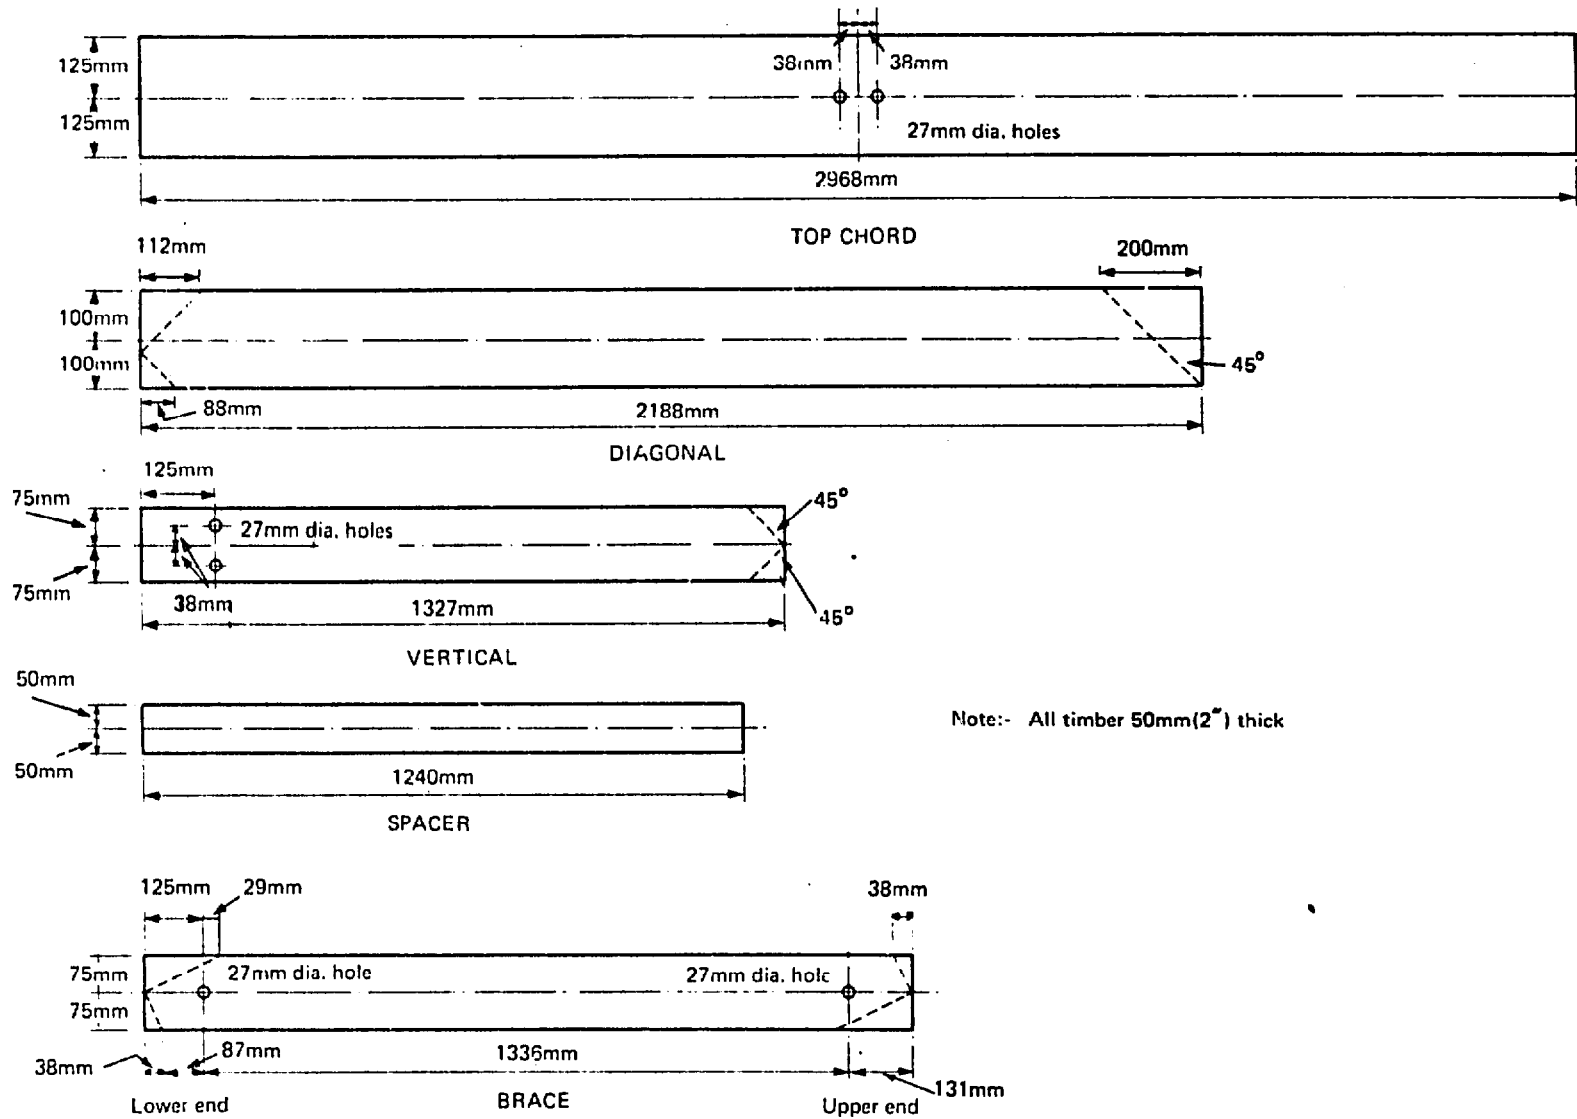 125mm
125mm
38mm
38mm
27mm dia. holes
2968mm
TOP CHORD
112mm
200mm
100mm
100mm
45°
88mm
2188mm
DIAGONAL
125mm
75mm
45°
27mm dia. holes
75mm
38mm
1327mm
45°
VERTICAL
50mm
Note:- All timber 50mm(2") thick
50mm
1240mm
SPACER
125mm
29mm
38mm
75mm
27mm dia. hole
27mm dia. hole
75mm
38mm
87mm
1336mm
131mm
Lower end
BRACE
Upper end